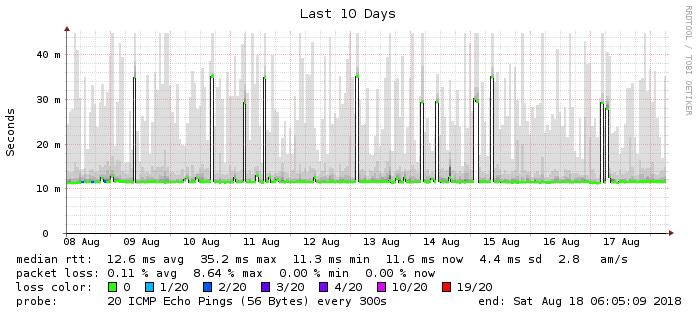 Last 10 Days
RRDTOOL / TOBI OETIKER
Seconds
40 m
30 m
20 m
10 m
0
08 Aug 09 Aug 10 Aug 11 Aug 12 Aug 13 Aug 14 Aug 15 Aug 16 Aug 17 Aug
median rtt: 12.6 ms avg 35.2 ms max 11.3 ms min 11.6 ms now 4.4 ms sd 2.8 am/s
packet loss: 0.11 % avg 8.64 % max 0.00 % min 0.00 % now
loss color: 0 1/20 2/20 3/20 4/20 10/20 19/20
probe: 20 ICMP Echo Pings (56 Bytes) every 300s end: Sat Aug 18 06:05:09 2018